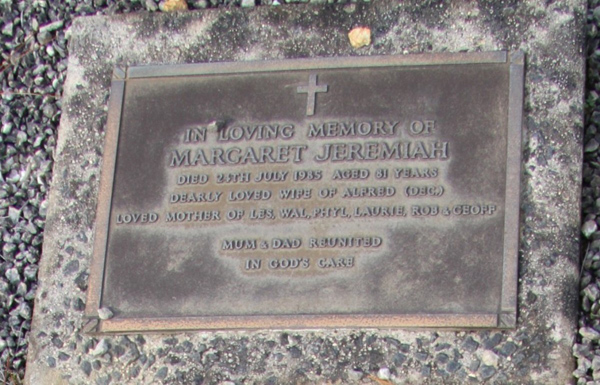 IN LOVING MEMORY OF
MARGARET JEREMIAH
DIED 25TH JULY 1985 AGED 81 YEARS
DEARLY LOVED WIFE OF ALFRED (DEC.)
LOVED MOTHER OF LES, WAL, PHYL, LAURIE, ROB & GEOFF
MUM & DAD REUNITED
IN GOD'S CARE